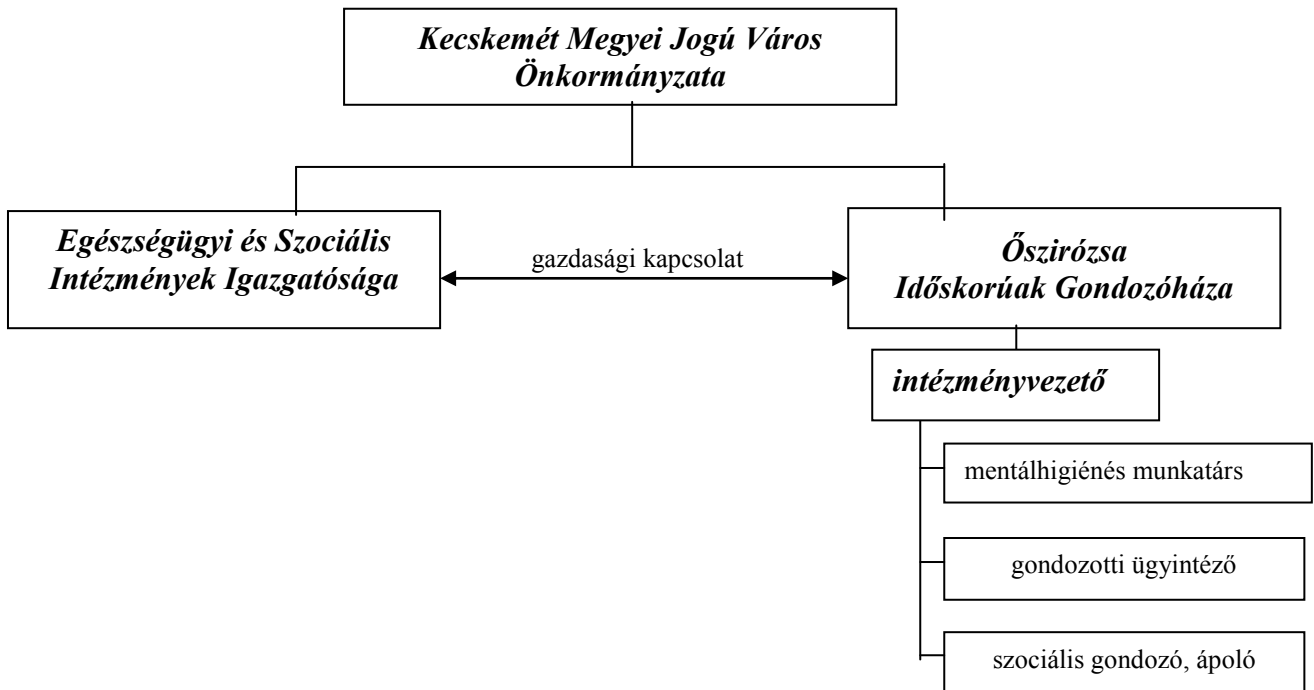 Kecskemét Megyei Jogú Város
Önkormányzata
Egészségügyi és Szociális
Intézmények Igazgatósága
gazdasági kapcsolat
Őszirózsa
Időskorúak Gondozóháza
intézményvezető
mentálhigiénés munkatárs
gondozotti ügyintéző
szociális gondozó, ápoló